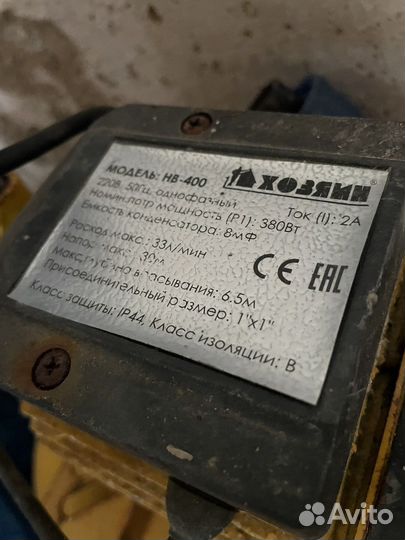 МОДЕЛЬ: НВ-400
ХОЗЯИН
220В, 50Гц, однофазный
Ток (I): 2А
Номин.потр мощность (P1): 380Вт
Емкость конденсатора: 8мФ
Расход макс.: 33л/мин
Напор макс.: 30м
CE EAC
Макс.глубина всасывания: 6.5м
Присоединительный размер: 1"x1"
Класс защиты: IP44, Класс изоляции: В
Avito